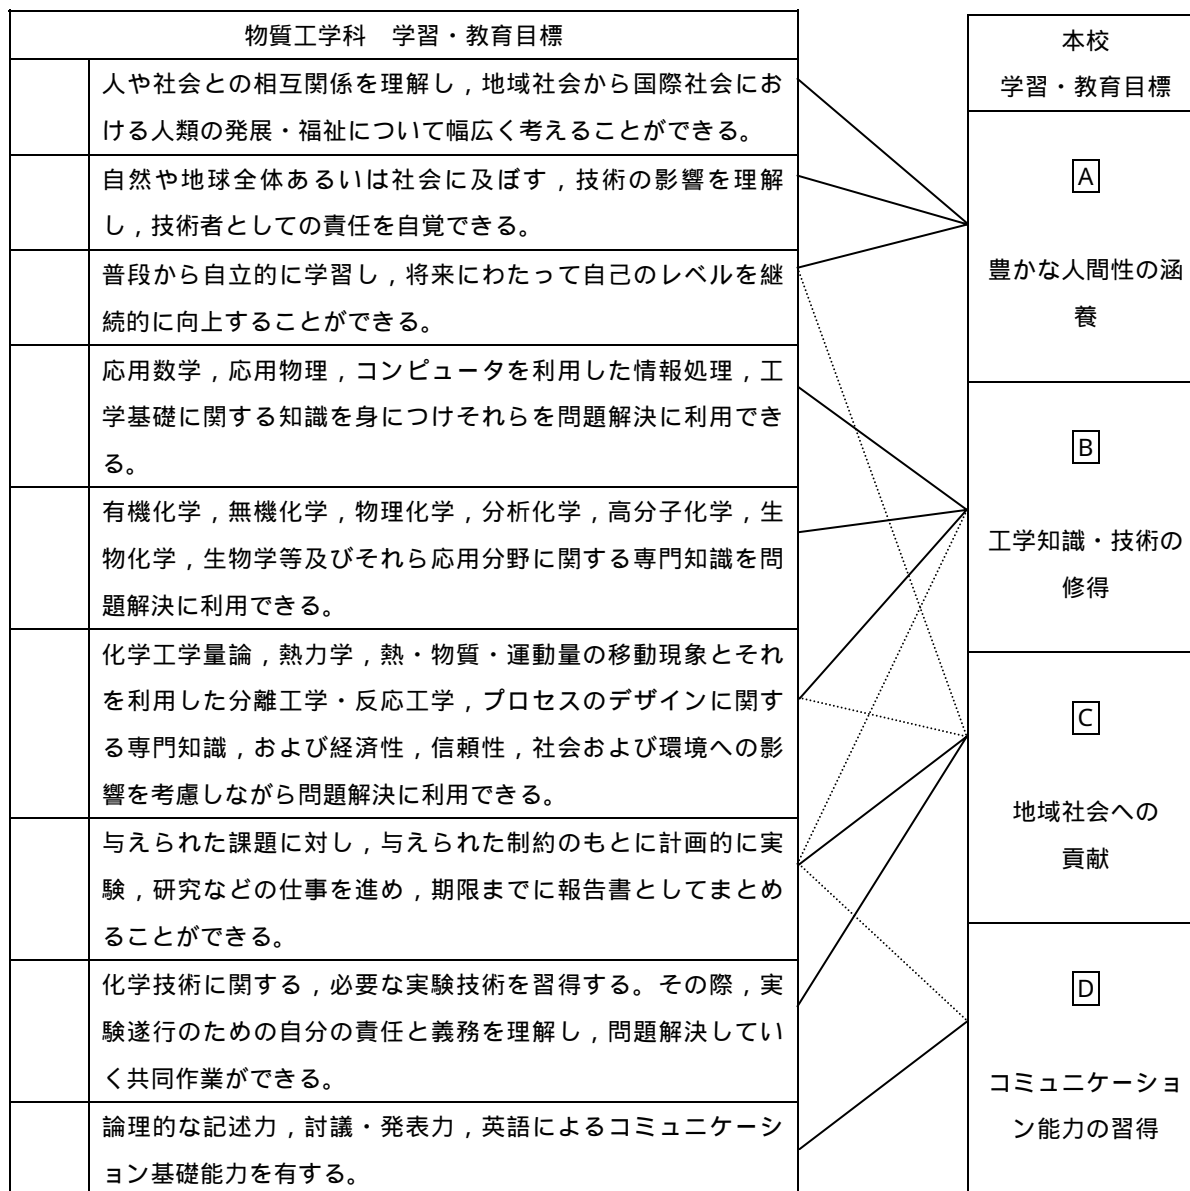 物質工学科　学習・教育目標
人や社会との相互関係を理解し，地域社会から国際社会にお
ける人類の発展・福祉について幅広く考えることができる。
自然や地球全体あるいは社会に及ぼす，技術の影響を理解
し，技術者としての責任を自覚できる。
普段から自立的に学習し，将来にわたって自己のレベルを継
続的に向上することができる。
応用数学，応用物理，コンピュータを利用した情報処理，工
学基礎に関する知識を身につけそれらを問題解決に利用でき
る。
有機化学，無機化学，物理化学，分析化学，高分子化学，生
物化学，生物学等及びそれら応用分野に関する専門知識を問
題解決に利用できる。
化学工学量論，熱力学，熱・物質・運動量の移動現象とそれ
を利用した分離工学・反応工学，プロセスのデザインに関す
る専門知識，および経済性，信頼性，社会および環境への影
響を考慮しながら問題解決に利用できる。
与えられた課題に対し，与えられた制約のもとに計画的に実
験，研究などの仕事を進め，期限までに報告書としてまとめ
ることができる。
化学技術に関する，必要な実験技術を習得する。その際，実
験遂行のための自分の責任と義務を理解し，問題解決してい
く共同作業ができる。
論理的な記述力，討議・発表力，英語によるコミュニケーシ
ョン基礎能力を有する。
本校
学習・教育目標
A
豊かな人間性の涵
養
B
工学知識・技術の
修得
C
地域社会への
貢献
D
コミュニケーショ
ン能力の習得